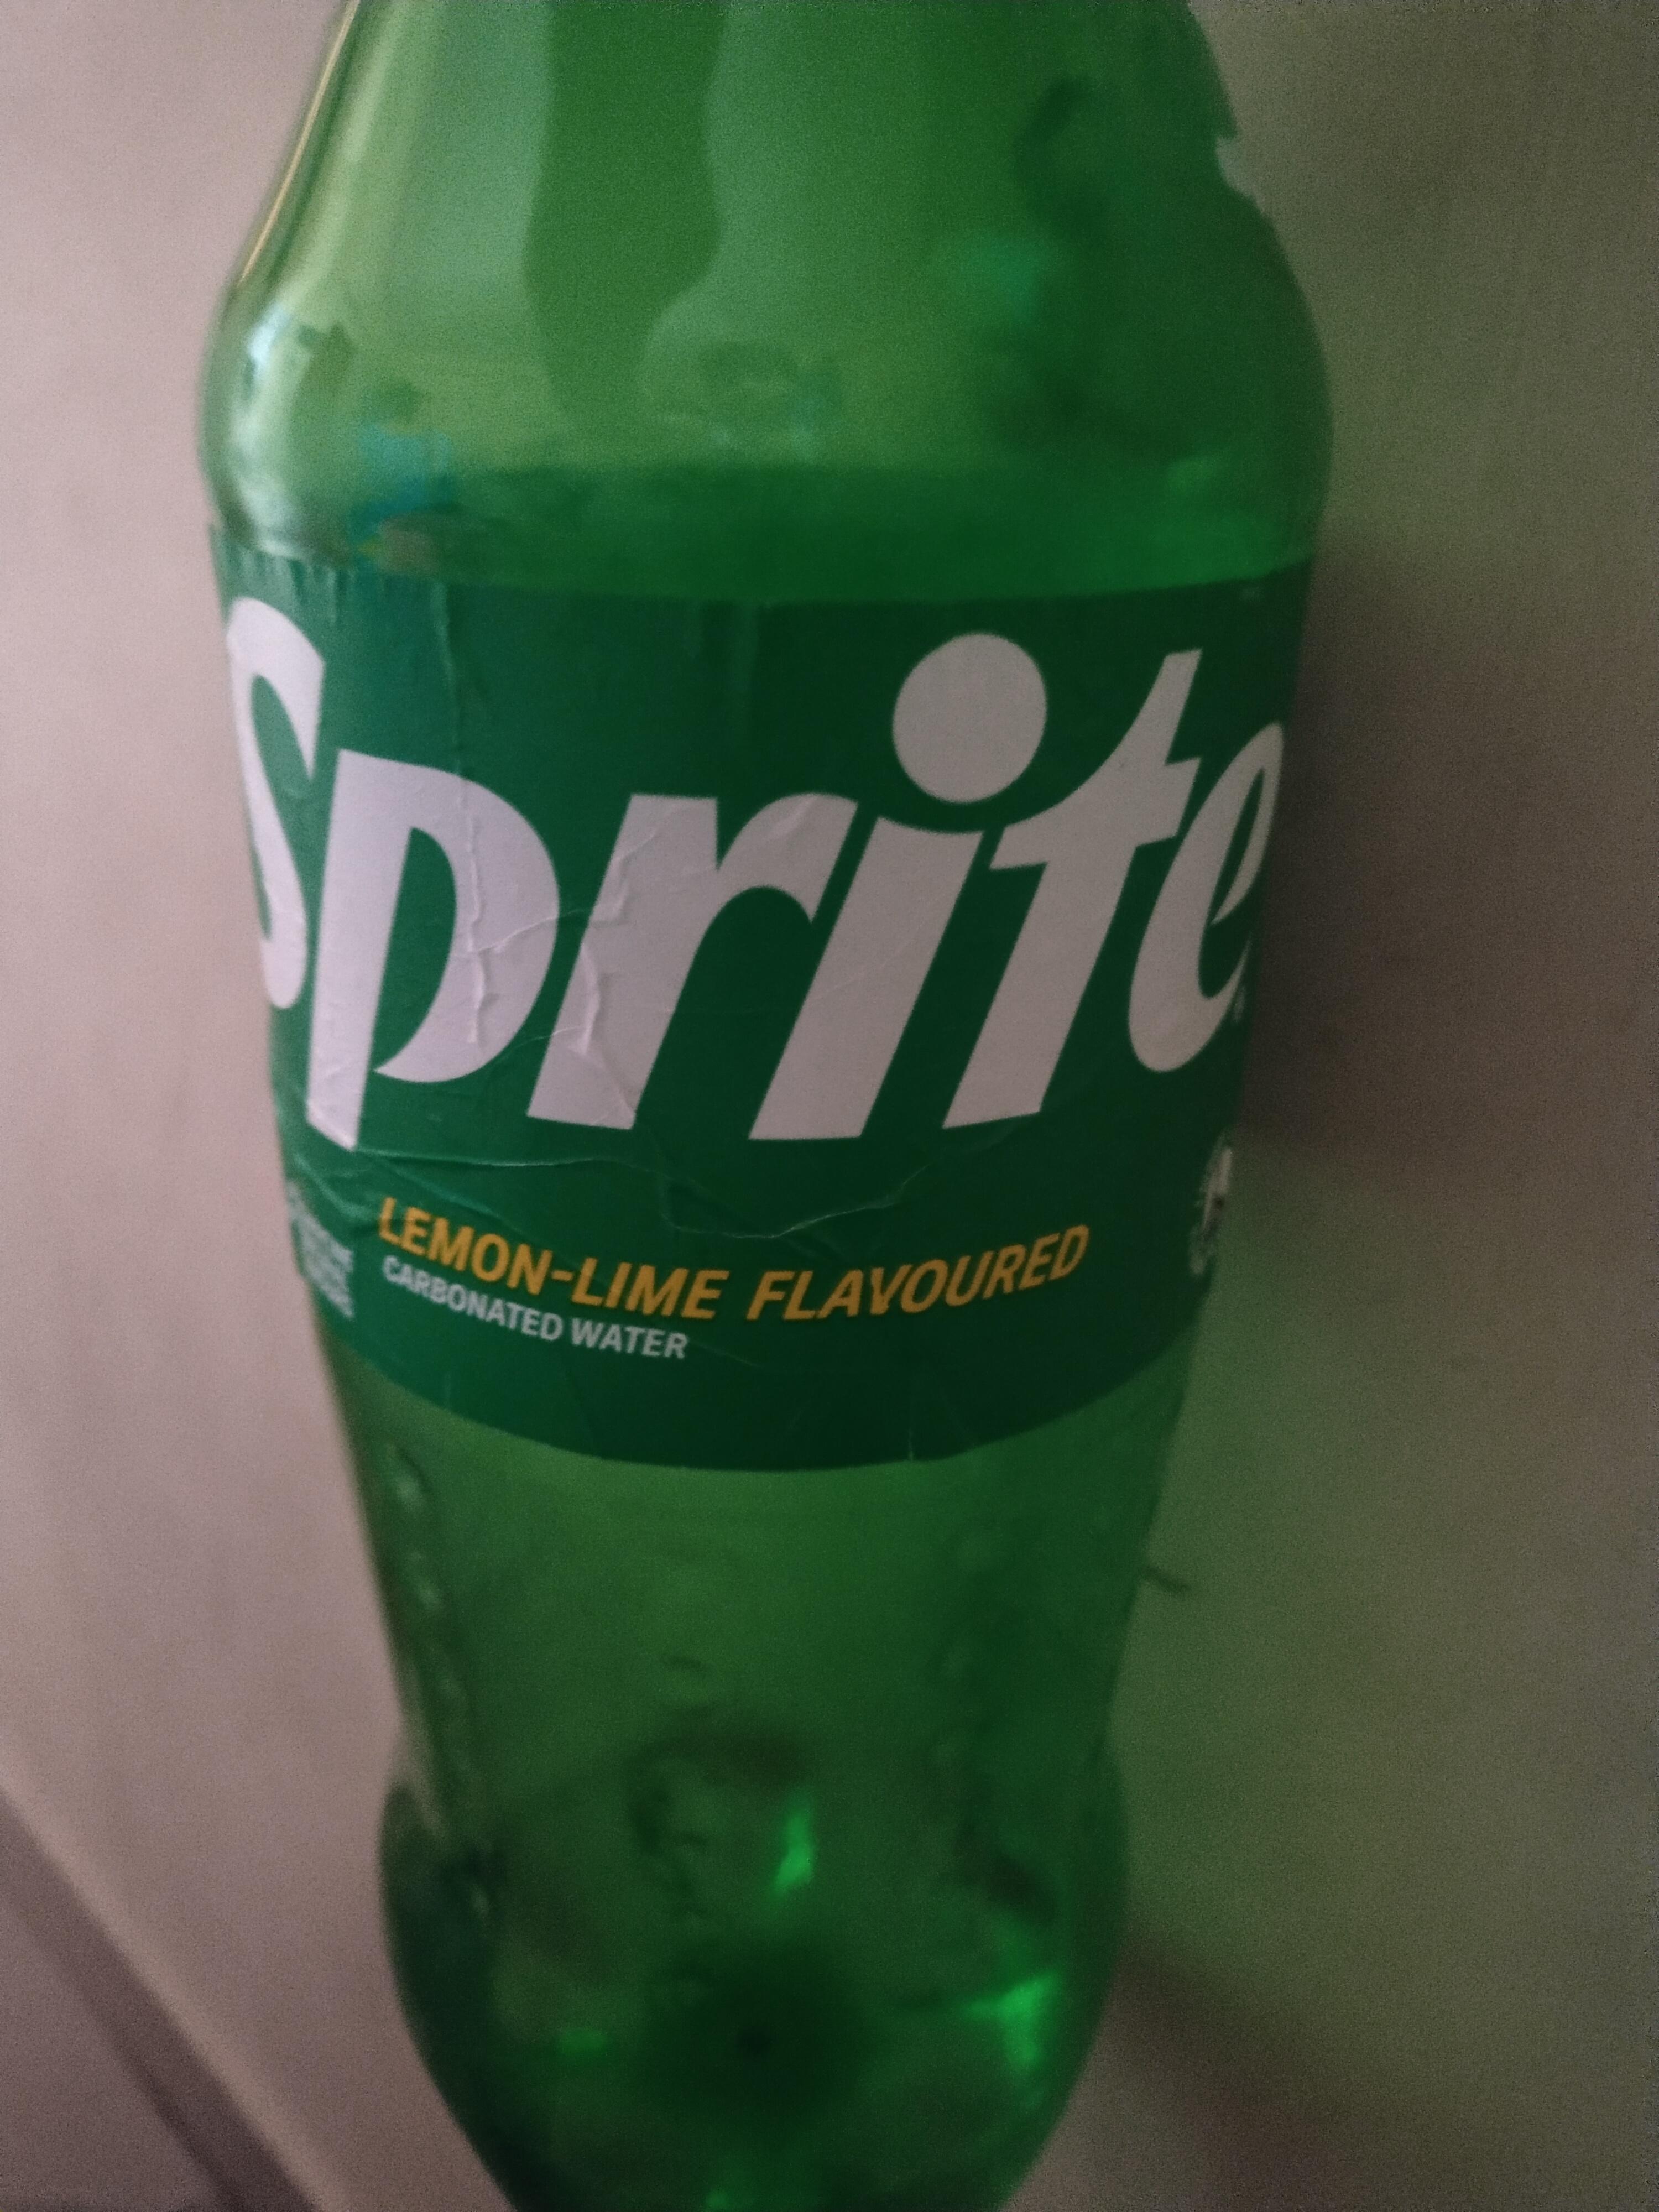 Sprite
LEMON-LIME FLAVOURED
CARBONATED WATER